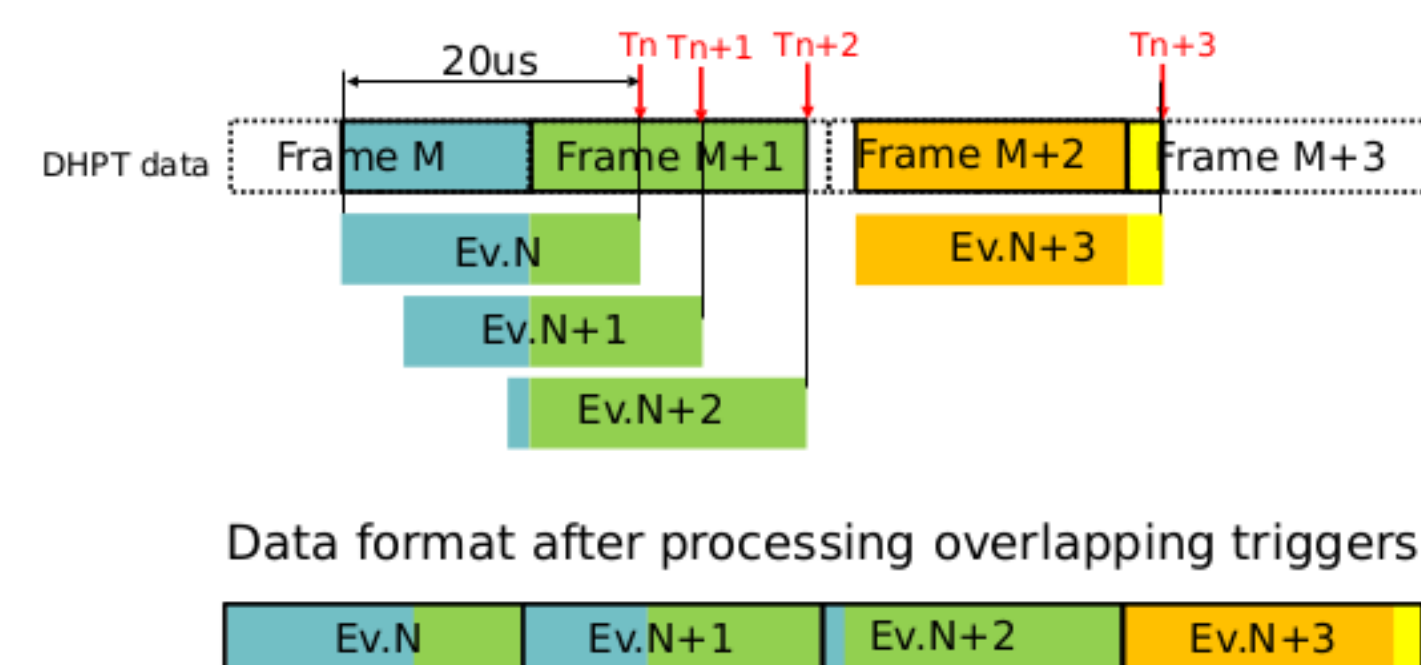 20us
Tn Tn+1 Tn+2 Tn+3
DHPT data Frame M Frame M+1 Frame M+2 Frame M+3
Ev.N Ev.N+3
Ev.N+1
Ev.N+2
Data format after processing overlapping triggers
Ev.N Ev.N+1 Ev.N+2 Ev.N+3